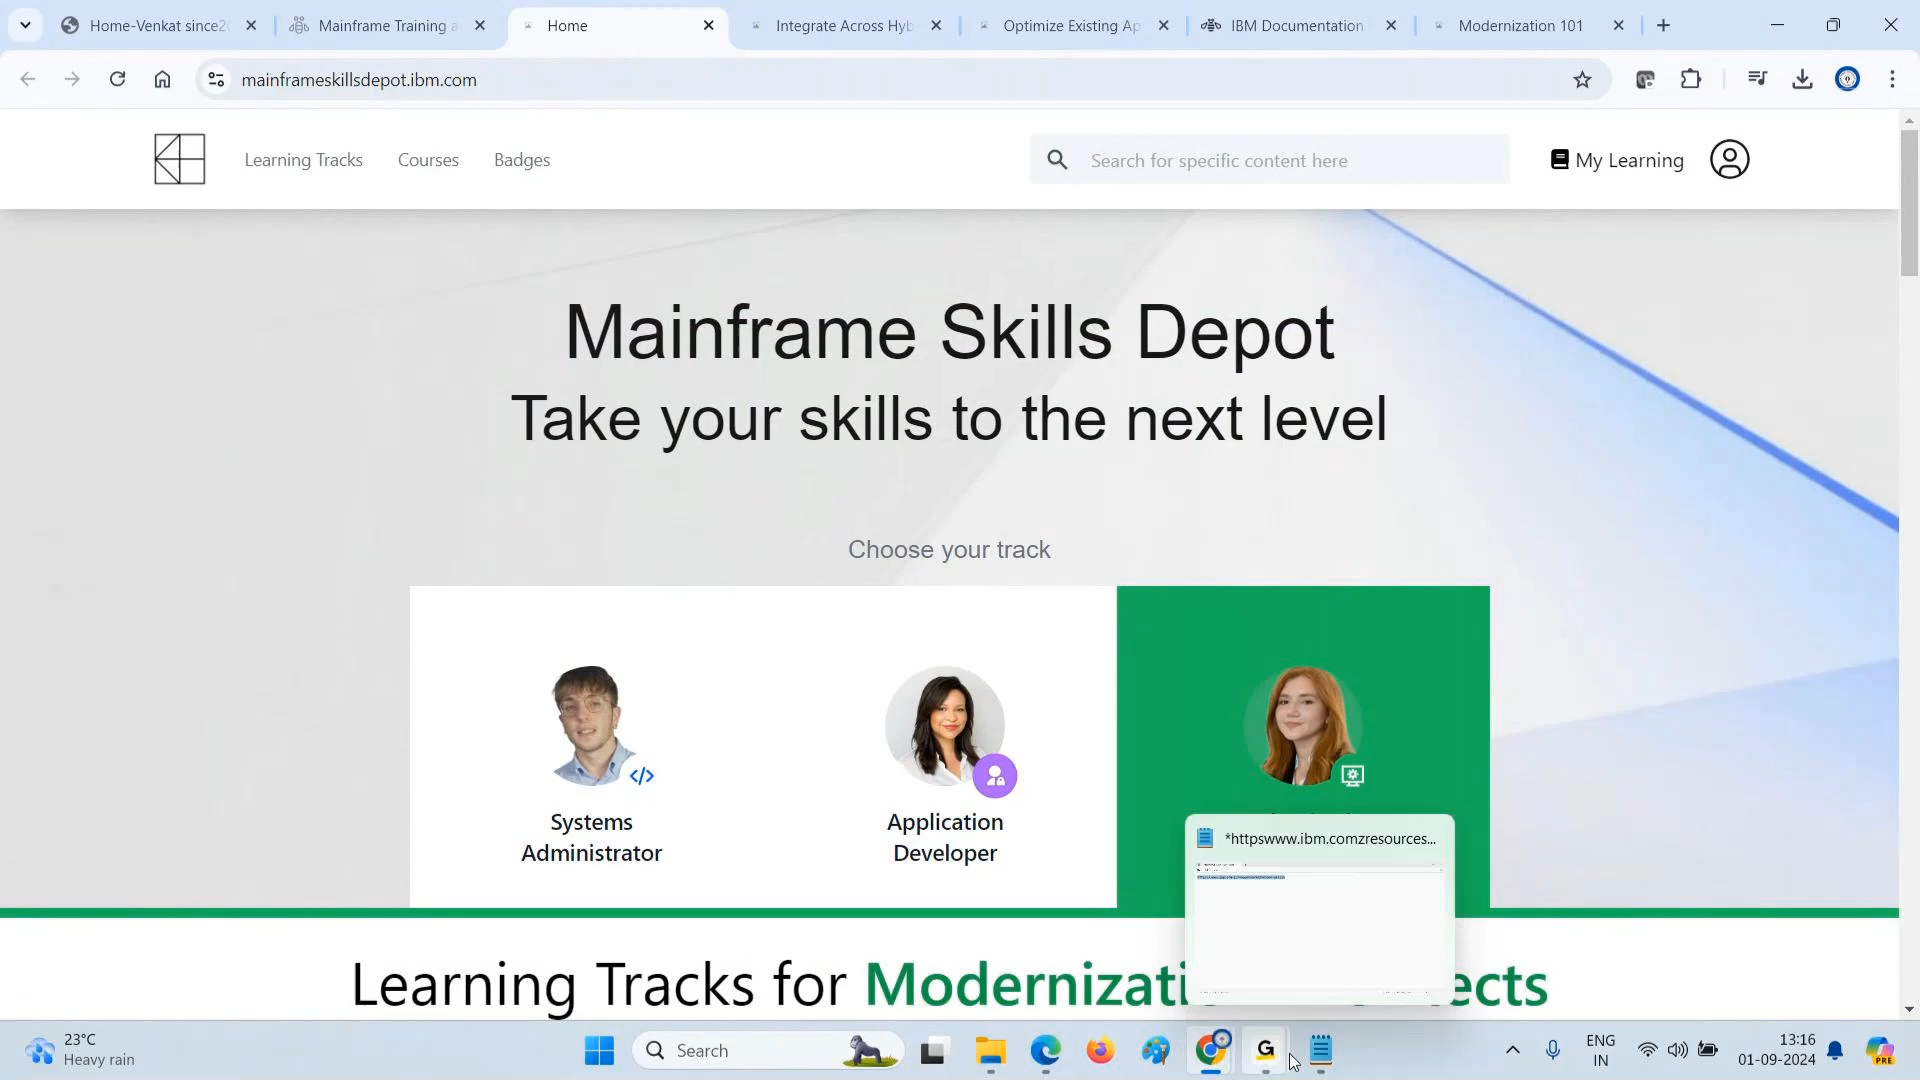 Home-Venkat since2
Mainframe Training a
Home
Integrate Across Hyb
Optimize Existing Ap
IBM Documentation
Modernization 101
mainframeskillsdepot.ibm.com
Learning Tracks
Courses
Badges
Search for specific content here
My Learning
Mainframe Skills Depot
Take your skills to the next level
Choose your track
Systems
Administrator
Application
Developer
*httpswww.ibm.comzresources...
Learning Tracks for Modernizati ects
23°C
Heavy rain
Search
G
ENG
IN
13:16
01-09-2024
PRE